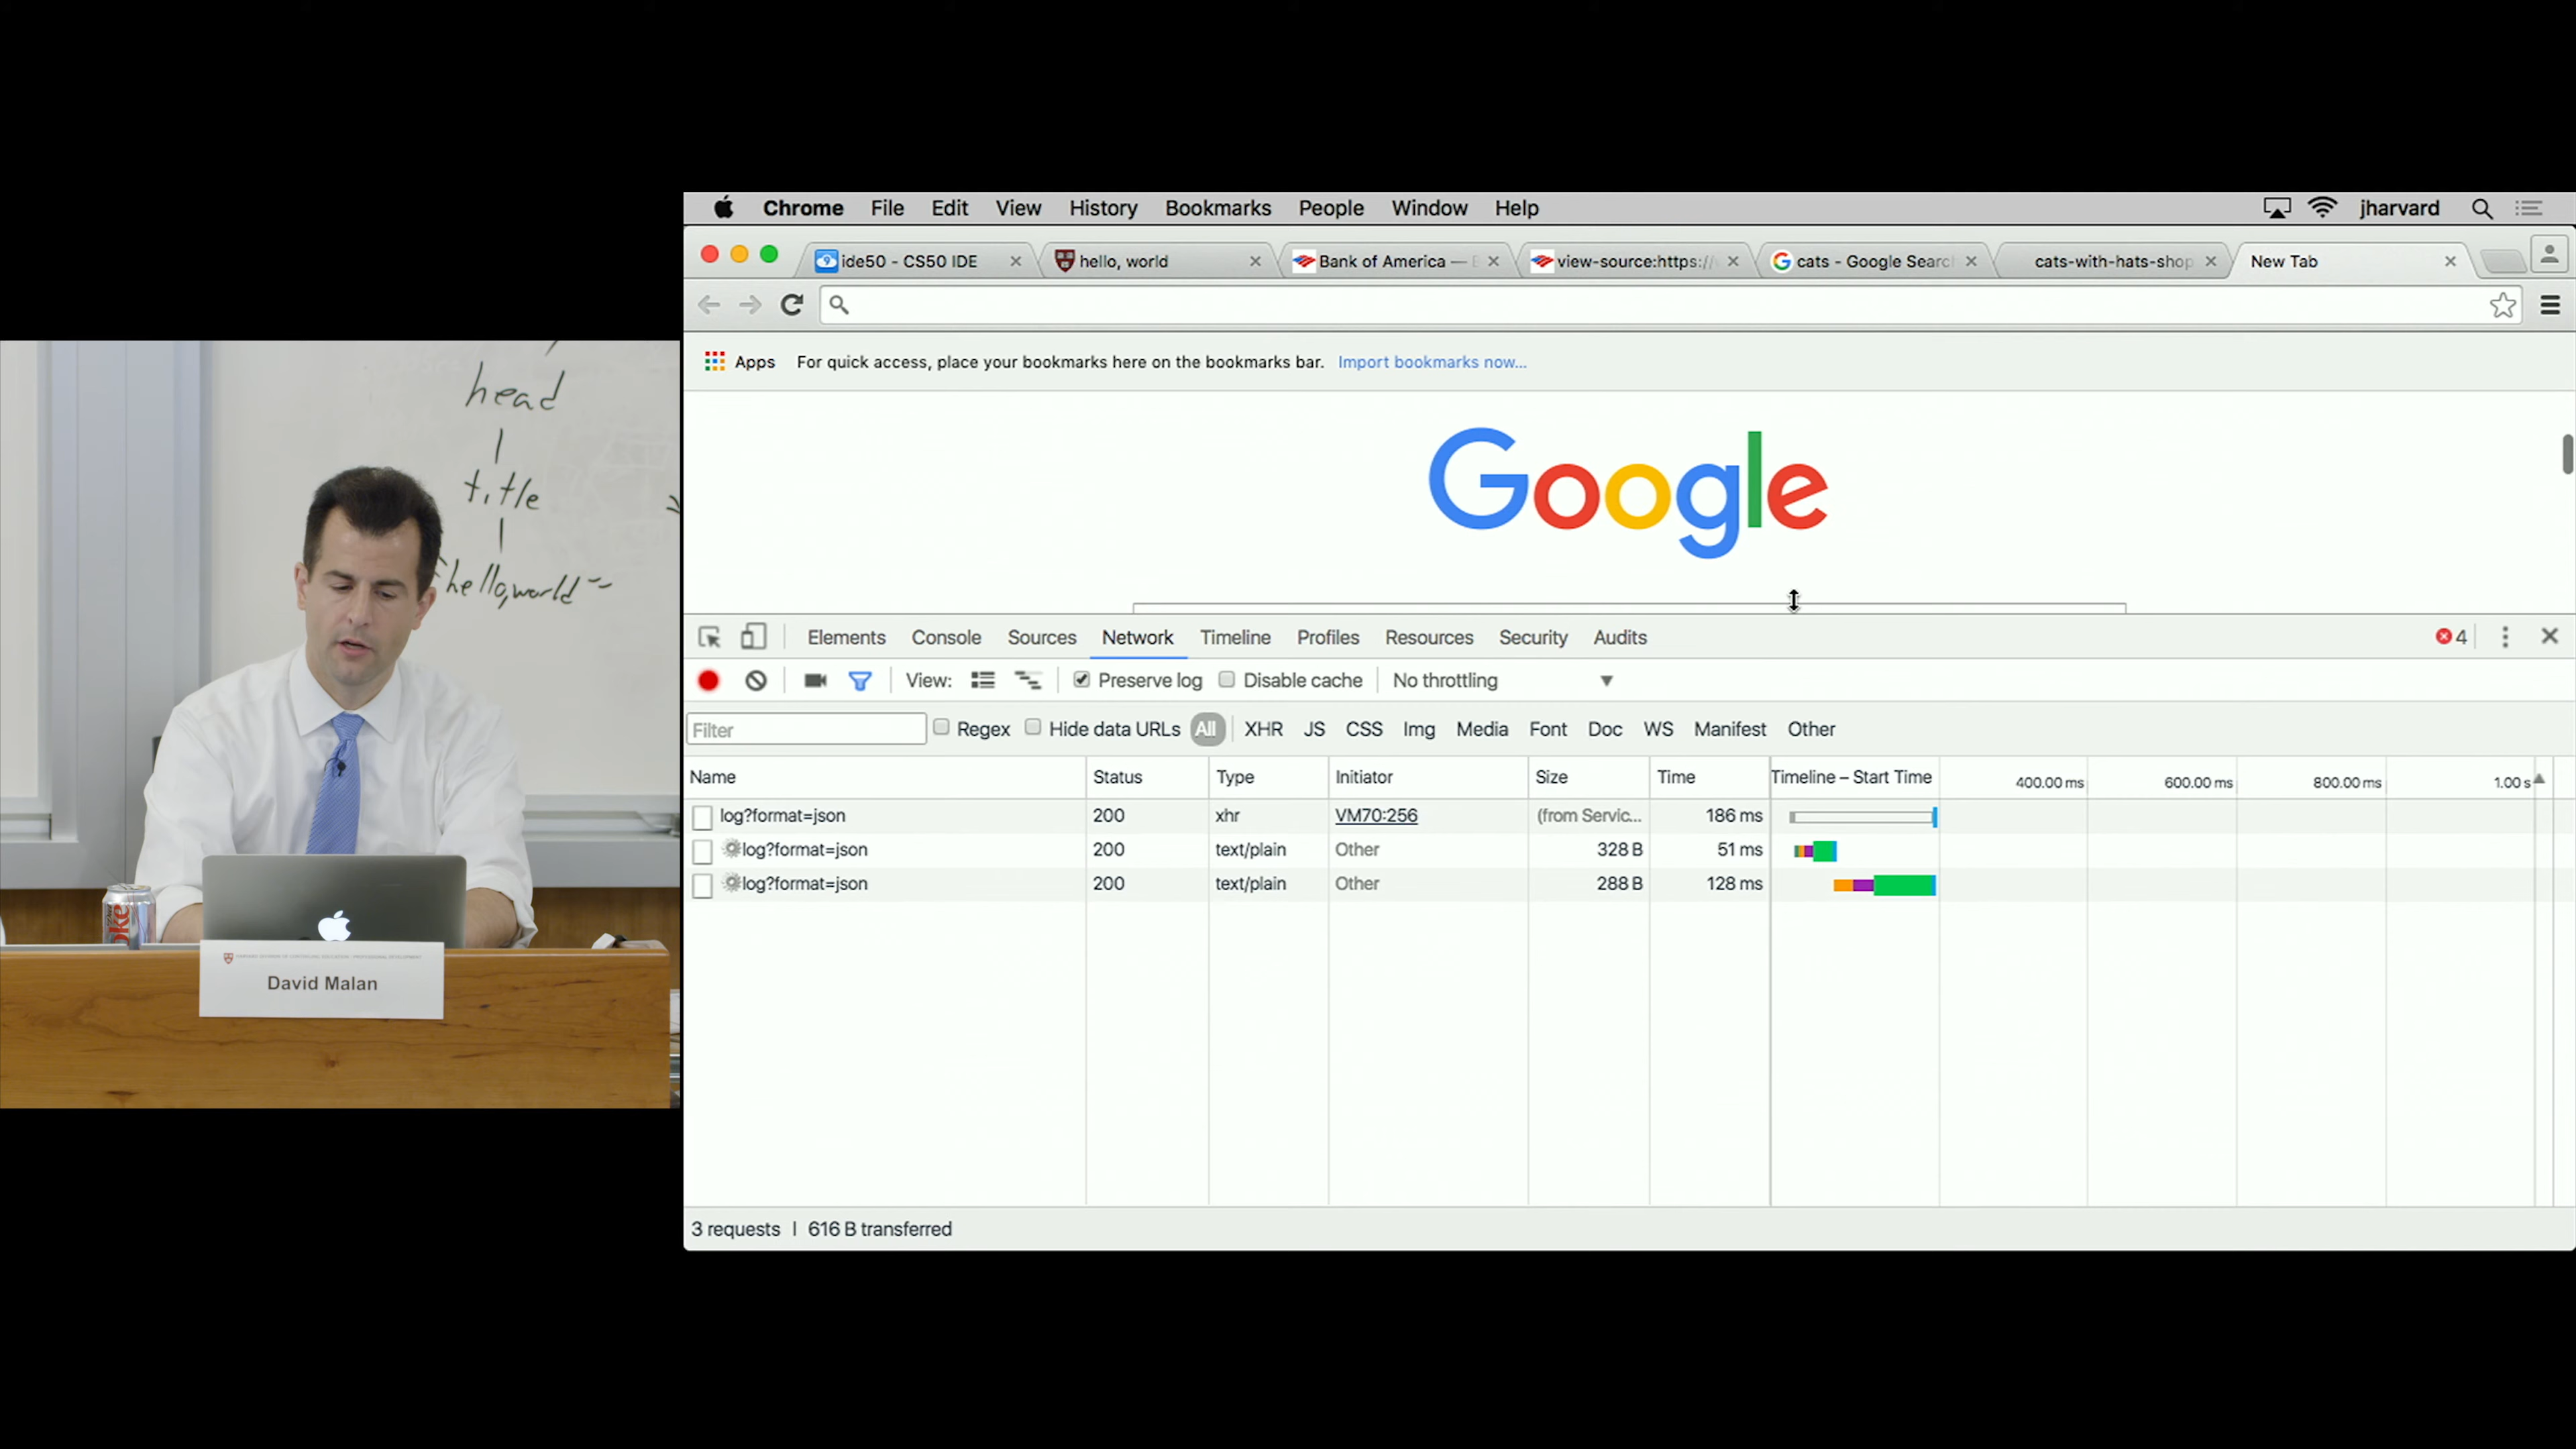 head
title
"hello,world"
oke
David Malan
Chrome File Edit View History Bookmarks People Window Help jharvard
ide50 - CS50 IDE hello, world Bank of America — view-source:https:// cats - Google Search cats-with-hats-shop New Tab
Apps For quick access, place your bookmarks here on the bookmarks bar. Import bookmarks now...
Google
Elements Console Sources Network Timeline Profiles Resources Security Audits 4
View: Preserve log Disable cache No throttling
Filter Regex Hide data URLs All XHR JS CSS Img Media Font Doc WS Manifest Other
Name Status Type Initiator Size Time Timeline – Start Time 400.00 ms 600.00 ms 800.00 ms 1.00 s
log?format=json 200 xhr VM70:256 (from Servic... 186 ms
log?format=json 200 text/plain Other 328 B 51 ms
log?format=json 200 text/plain Other 288 B 128 ms
3 requests | 616 B transferred